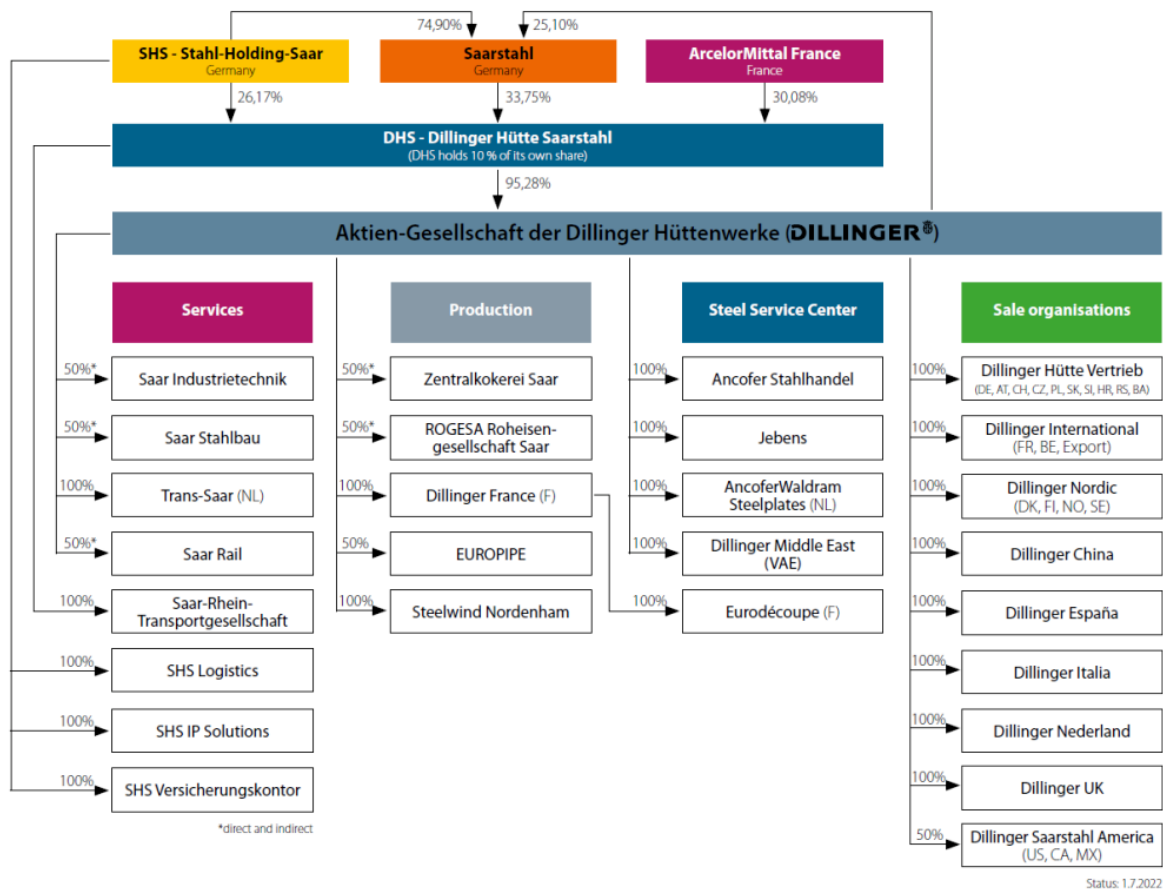 74,90%
25,10%
SHS - Stahl-Holding-Saar
Germany
Saarstahl
Germany
ArcelorMittal France
France
26,17%
33,75%
30,08%
DHS - Dillinger Hütte Saarstahl
(DHS holds 10 % of its own share)
95,28%
Aktien-Gesellschaft der Dillinger Hüttenwerke (DILLINGER)
Services
50%*
Saar Industrietechnik
50%*
Saar Stahlbau
100%
Trans-Saar (NL)
50%*
Saar Rail
100%
Saar-Rhein-
Transportgesellschaft
100%
SHS Logistics
100%
SHS IP Solutions
100%
SHS Versicherungskontor
*direct and indirect
Production
50%*
Zentralkokerei Saar
50%*
ROGESA Roheisen-
gesellschaft Saar
100%
Dillinger France (F)
50%
EUROPIPE
100%
Steelwind Nordenham
Steel Service Center
100%
Ancofer Stahlhandel
100%
Jebens
100%
AncoferWaldram
Steelplates (NL)
100%
Dillinger Middle East
(VAE)
100%
Eurodécoupe (F)
Sale organisations
100%
Dillinger Hütte Vertrieb
(DE, AT, CH, CZ, PL, SK, SI, HR, RS, BA)
100%
Dillinger International
(FR, BE, Export)
100%
Dillinger Nordic
(DK, FI, NO, SE)
100%
Dillinger China
100%
Dillinger España
100%
Dillinger Italia
100%
Dillinger Nederland
100%
Dillinger UK
50%
Dillinger Saarstahl America
(US, CA, MX)
Status: 1.7.2022